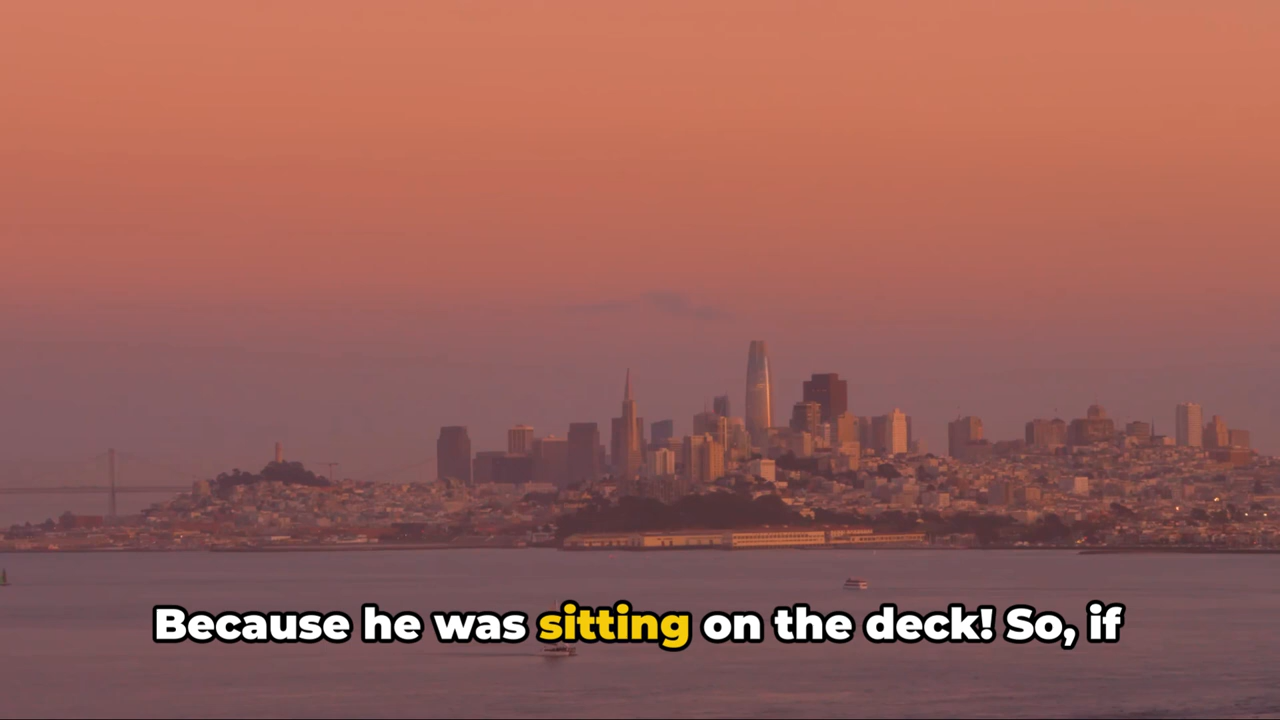 Because he was sitting on the deck! So, if